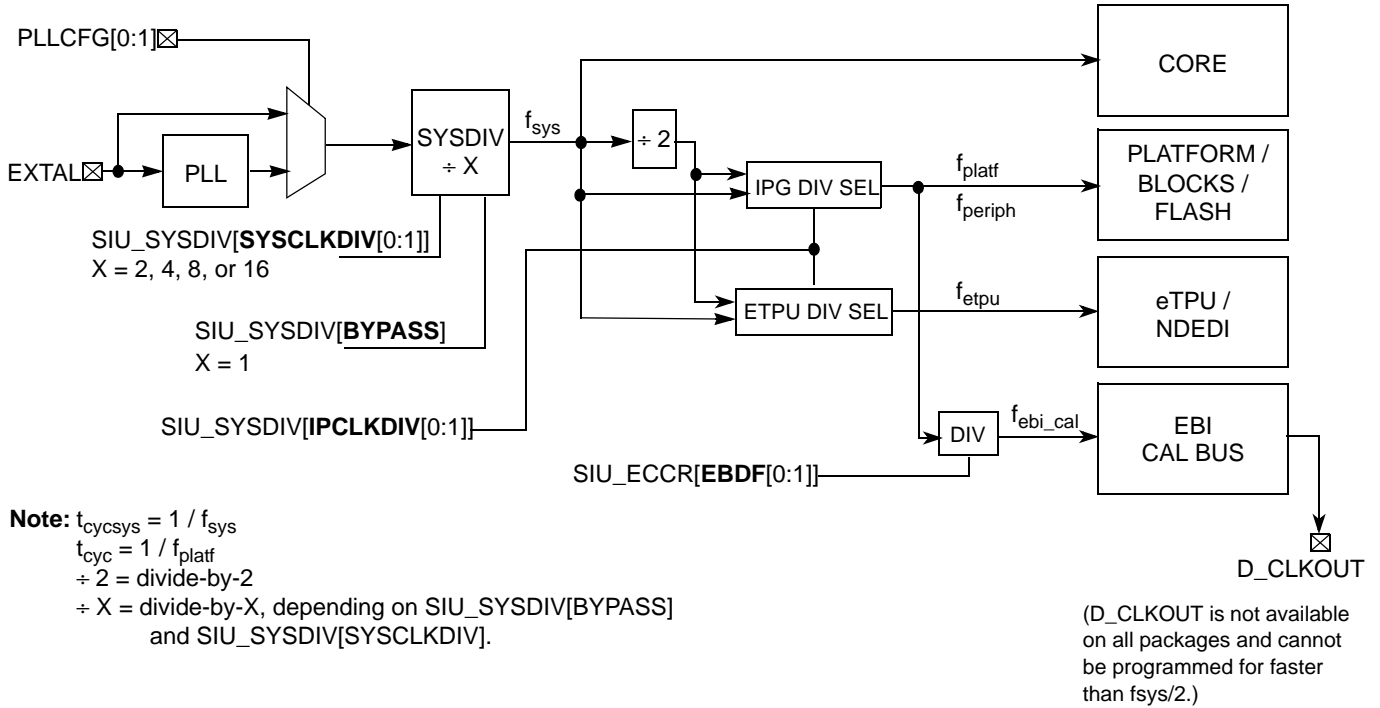 PLLCFG[0:1]
EXTAL
PLL
SYSDIV
÷ X
f_sys
÷ 2
CORE
IPG DIV SEL
f_platf
f_periph
PLATFORM /
BLOCKS /
FLASH
SIU_SYSDIV[SYSCLKDIV[0:1]]
X = 2, 4, 8, or 16
ETPU DIV SEL
f_etpu
eTPU /
NDEDI
SIU_SYSDIV[BYPASS]
X = 1
SIU_SYSDIV[IPCLKDIV[0:1]]
DIV
f_ebi_cal
EBI
CAL BUS
SIU_ECCR[EBDF[0:1]]
D_CLKOUT
Note: t_cycsys = 1 / f_sys
t_cyc = 1 / f_platf
÷ 2 = divide-by-2
÷ X = divide-by-X, depending on SIU_SYSDIV[BYPASS]
and SIU_SYSDIV[SYSCLKDIV].
(D_CLKOUT is not available
on all packages and cannot
be programmed for faster
than fsys/2.)